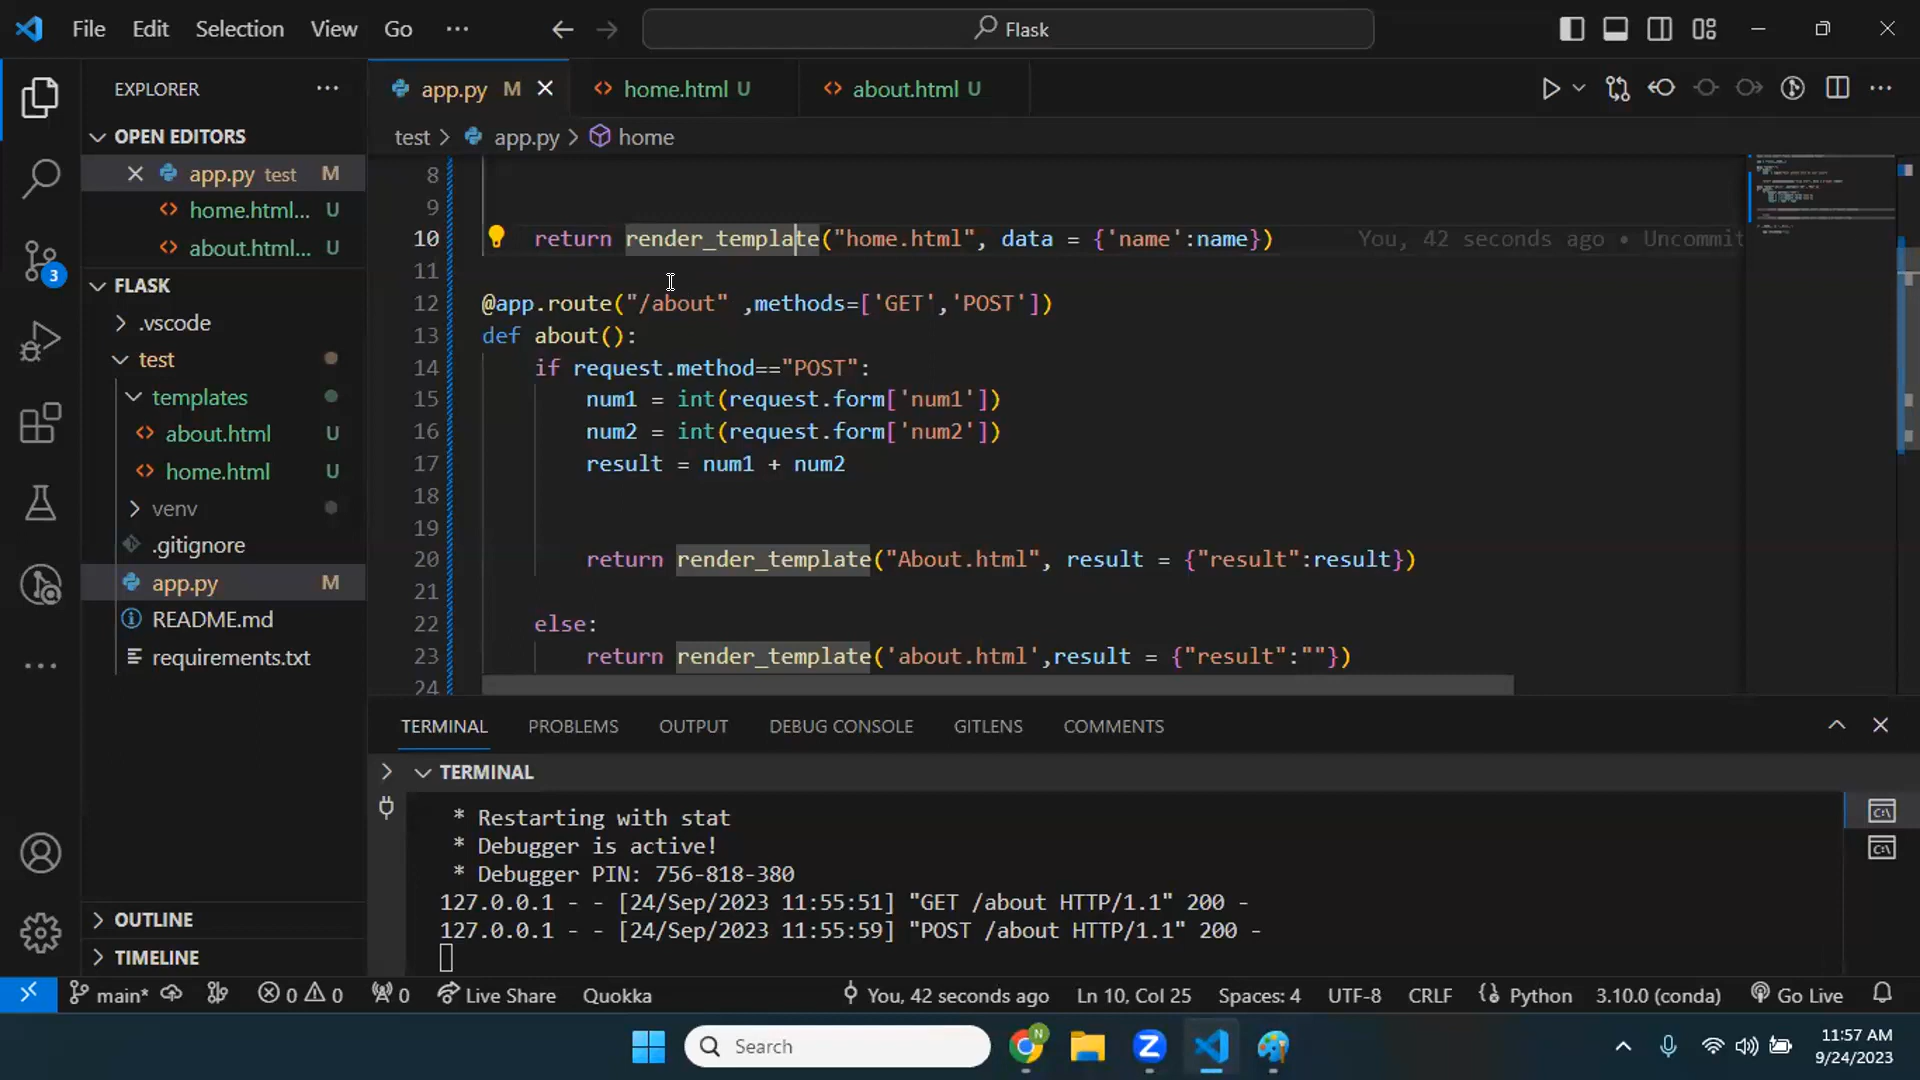 File Edit Selection View Go ··· Flask
EXPLORER ···
app.py M
home.html U
about.html U
OPEN EDITORS
test > app.py > home
app.py test M
home.html... U
about.html... U
FLASK
.vscode
test
templates
about.html U
home.html U
venv
.gitignore
app.py M
README.md
requirements.txt
OUTLINE
TIMELINE
3
8
9
10 return render_template("home.html", data = {'name':name}) You, 42 seconds ago • Uncommit
11
12 @app.route("/about" ,methods=['GET','POST'])
13 def about():
14 if request.method=="POST":
15 num1 = int(request.form['num1'])
16 num2 = int(request.form['num2'])
17 result = num1 + num2
18
19
20 return render_template("About.html", result = {"result":result})
21
22 else:
23 return render_template('about.html',result = {"result":""})
24
TERMINAL PROBLEMS OUTPUT DEBUG CONSOLE GITLENS COMMENTS
TERMINAL
* Restarting with stat
* Debugger is active!
* Debugger PIN: 756-818-380
127.0.0.1 - - [24/Sep/2023 11:55:51] "GET /about HTTP/1.1" 200 -
127.0.0.1 - - [24/Sep/2023 11:55:59] "POST /about HTTP/1.1" 200 -
main* 0 0 0 Live Share Quokka You, 42 seconds ago Ln 10, Col 25 Spaces: 4 UTF-8 CRLF Python 3.10.0 (conda) Go Live
Search
N
Z
11:57 AM
9/24/2023